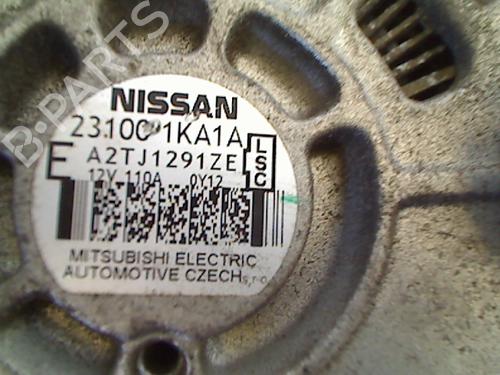 B-PARTS
NISSAN
23100 1KA1A
E A2TJ1291ZE LSC
12V 110A 0Y12
MITSUBISHI ELECTRIC
AUTOMOTIVE CZECH S.R.O.